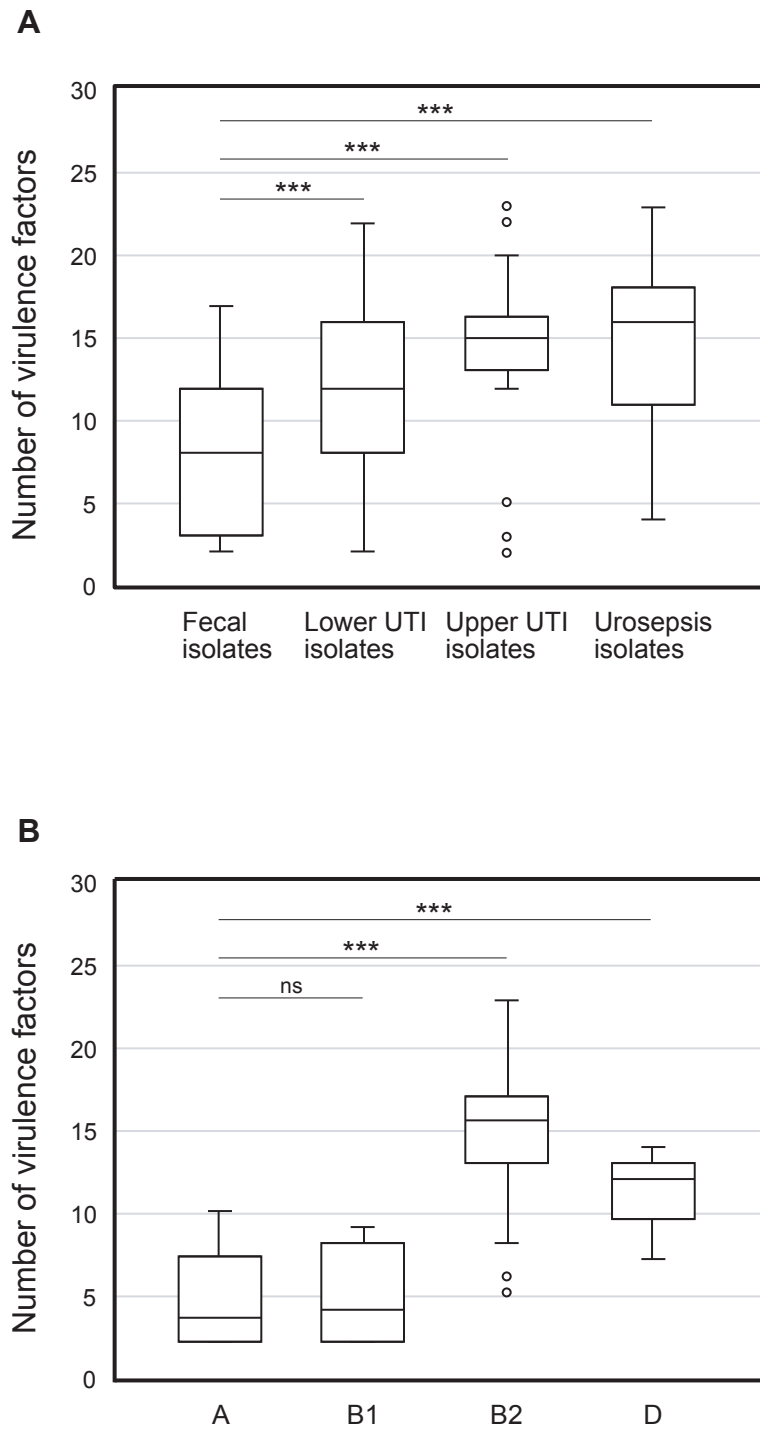 A
Number of virulence factors
30
25
20
15
10
5
0
***
***
***
Fecal isolates
Lower UTI isolates
Upper UTI isolates
Urosepsis isolates
B
Number of virulence factors
30
25
20
15
10
5
0
***
***
ns
A B1 B2 D